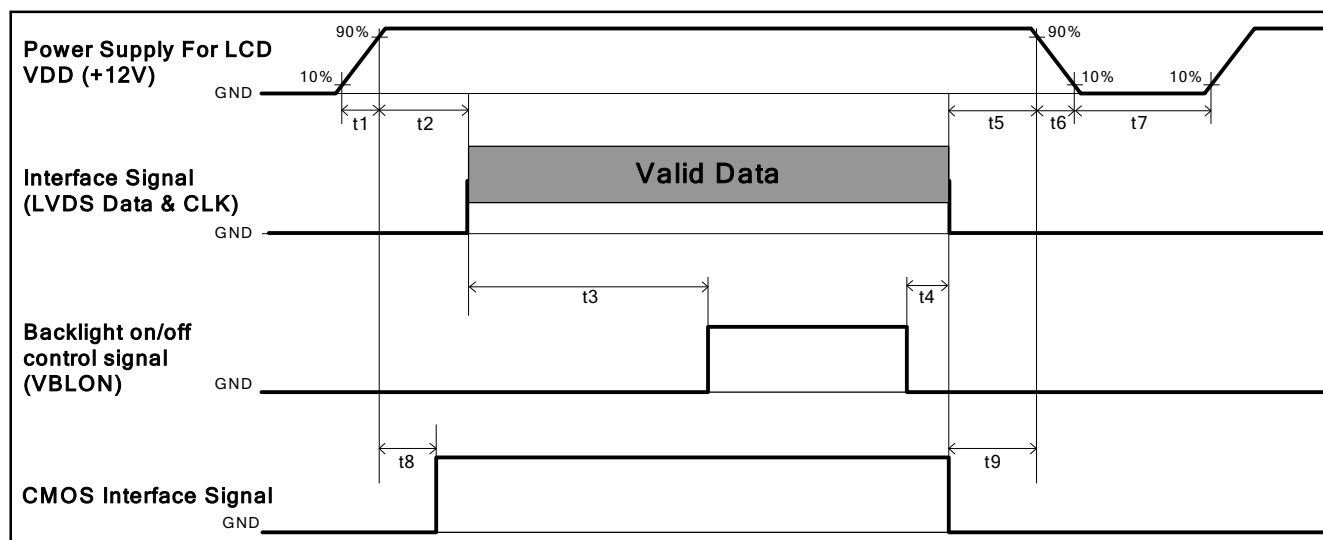 Power Supply For LCD
VDD (+12V)
90%
10%
GND
90%
10%
10%
t1
t2
t5
t6
t7
Interface Signal
(LVDS Data & CLK)
Valid Data
GND
t3
t4
Backlight on/off
control signal
(VBLON)
GND
t8
t9
CMOS Interface Signal
GND